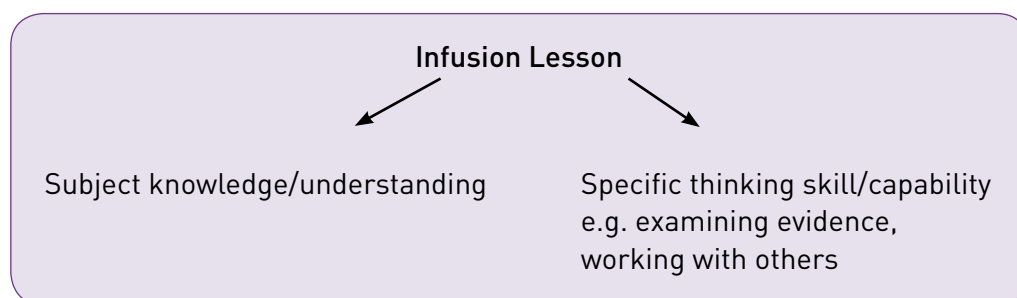 Infusion Lesson
Subject knowledge/understanding
Specific thinking skill/capability
e.g. examining evidence,
working with others